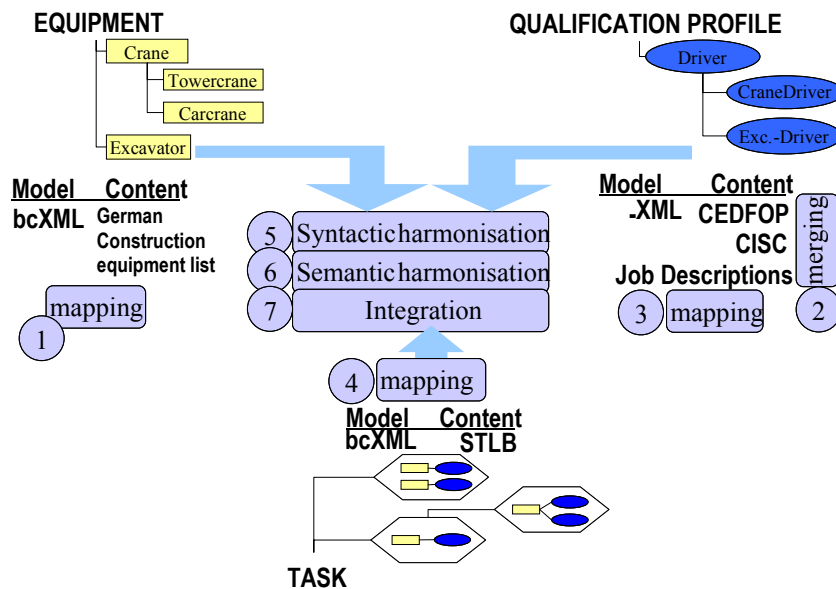 EQUIPMENT
Crane
Towercrane
Carcrane
Excavator
Model Content
bcXML German
Construction
equipment list
mapping
1
QUALIFICATION PROFILE
Driver
CraneDriver
Exc.-Driver
Model Content
-XML CEDFOP
CISC
Job Descriptions
merging
2
3 mapping
5 Syntactic harmonisation
6 Semantic harmonisation
7 Integration
4 mapping
Model Content
bcXML STLB
TASK